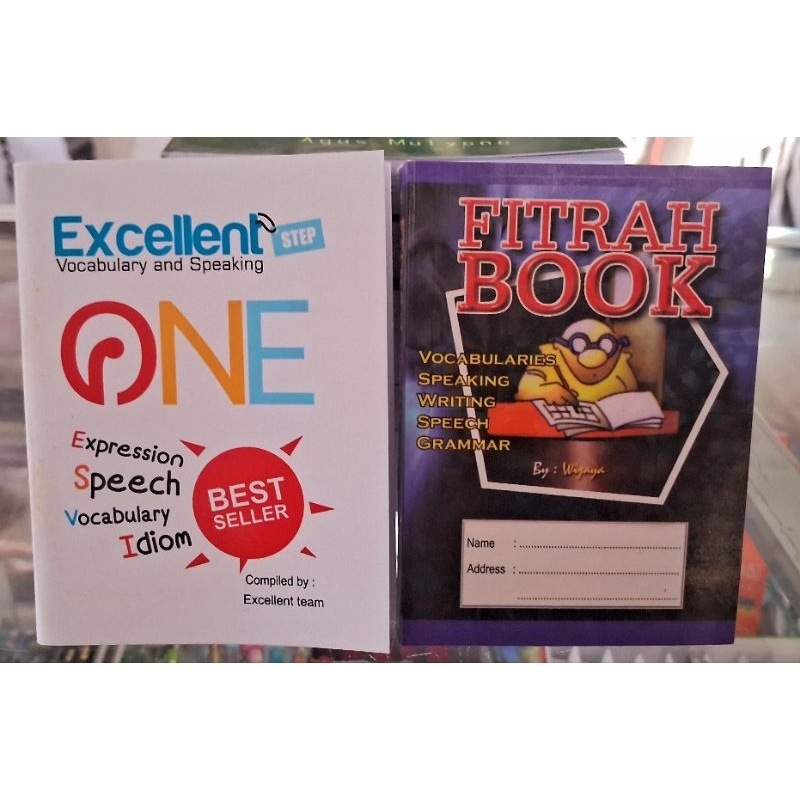 Excellent
STEP
Vocabulary and Speaking
ONE
Expression
Speech
Vocabulary
Idiom
BEST
SELLER
Compiled by :
Excellent team
FITRAH
BOOK
VOCABULARIES
SPEAKING
WRITING
SPEECH
GRAMMAR
By : Wijaya
Name : ..............................
Address : ..............................
..............................